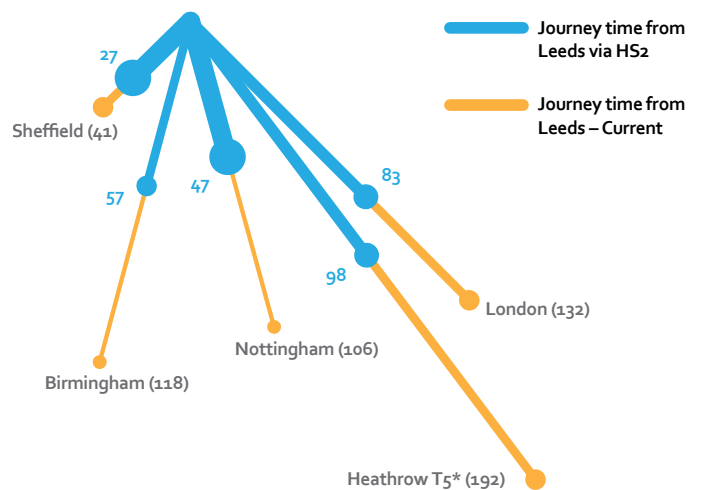 Journey time from
Leeds via HS2
Journey time from
Leeds – Current
27
Sheffield (41)
57
47
83
98
London (132)
Nottingham (106)
Birmingham (118)
Heathrow T5* (192)